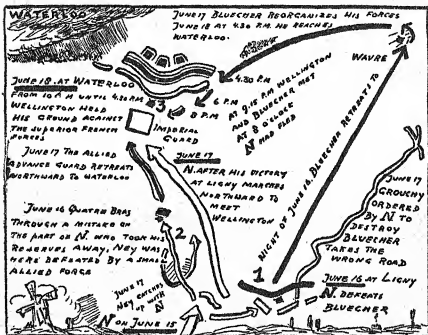 WATERLOO
JUNE 17 BLUECHER REORGANIZES HIS FORCES
JUNE 18 AT 4.30 P.M. HE REACHES
WATERLOO.
WAVRE
4.30 P.M
6 P.M
8 P.M
3
AT 9.15 P.M WELLINGTON
AND BLUECHER MET
AT 8 O'CLOCK
N HAD FLED
JUNE 18. AT WATERLOO
FROM 10 A M UNTIL 4.30 P.M
WELLINGTON HELD
HIS GROUND AGAINST
THE SUPERIOR FRENCH
FORCES
IMPERIAL
GUARD
JUNE 17 THE ALLIED
ADVANCE GUARD RETREATS
NORTHWARD TO WATERLOO
JUNE 17
N AFTER HIS VICTORY
AT LIGNY MARCHES
NORTHWARD TO
MEET
WELLINGTON
NIGHT OF JUNE 16. BLUECHER RETREATS TO
JUNE 17
GROUCHY
ORDERED
BY N TO
DESTROY
BLUECHER
TAKES THE
WRONG ROAD
JUNE 16 QUATRE BRAS
THROUGH A MISTAKE ON
THE PART OF N. WHO TOOK HIS
RESERVES AWAY, NEY WAS
HERE DEFEATED BY A SMALL
ALLIED FORCE
2
1
JUNE 17
NEY CATCHES
UP WITH
N
JUNE 16 AT LIGNY
N DEFEATS
BLUECHER
N ON JUNE 15